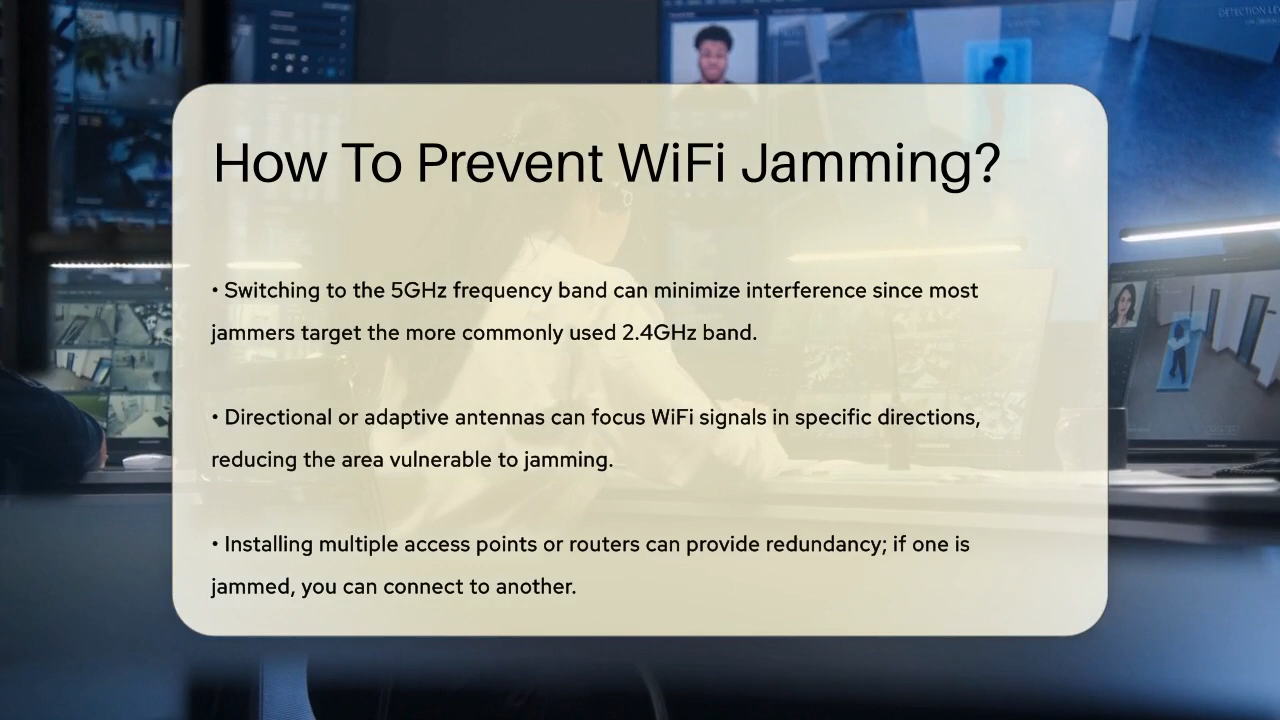 DETECTION LE
How To Prevent WiFi Jamming?
• Switching to the 5GHz frequency band can minimize interference since most
jammers target the more commonly used 2.4GHz band.
• Directional or adaptive antennas can focus WiFi signals in specific directions,
reducing the area vulnerable to jamming.
• Installing multiple access points or routers can provide redundancy; if one is
jammed, you can connect to another.